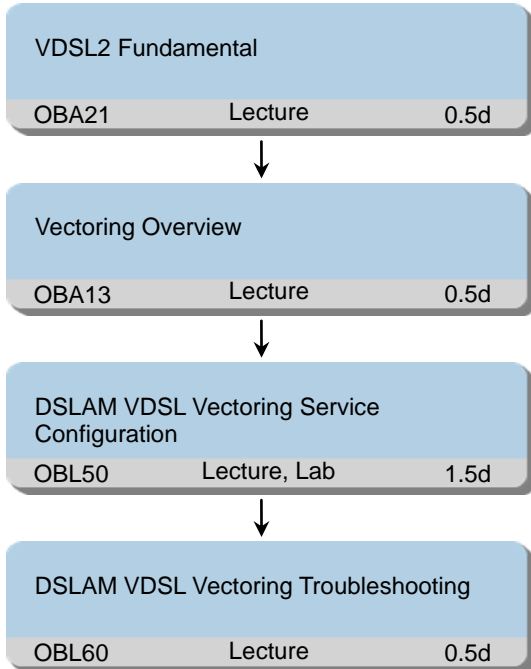 VDSL2 Fundamental
OBA21 Lecture 0.5d
Vectoring Overview
OBA13 Lecture 0.5d
DSLAM VDSL Vectoring Service
Configuration
OBL50 Lecture, Lab 1.5d
DSLAM VDSL Vectoring Troubleshooting
OBL60 Lecture 0.5d